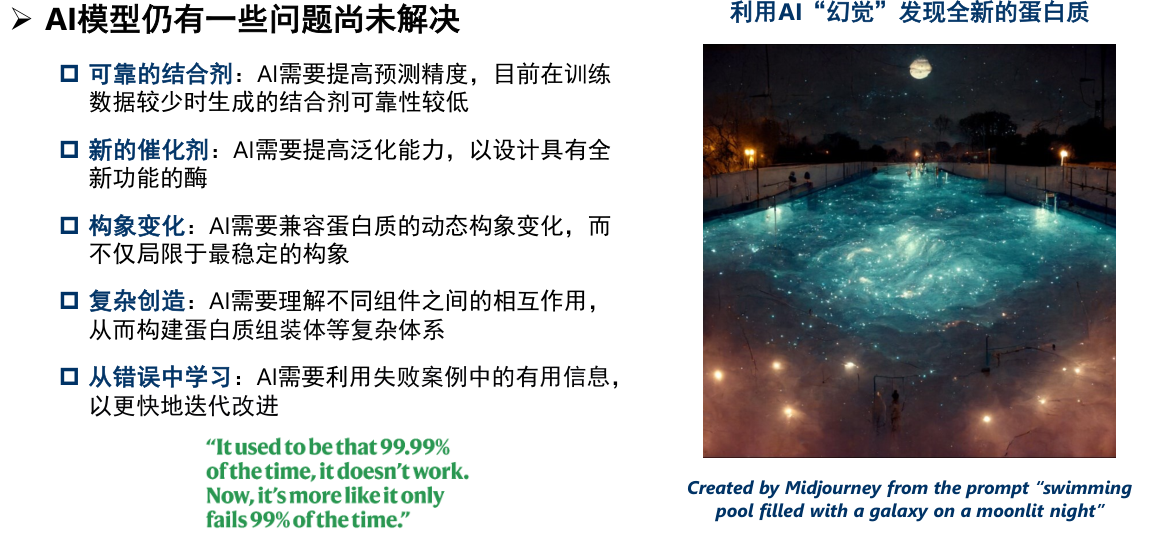 ➢ AI模型仍有一些问题尚未解决
可靠的结合剂：AI需要提高预测精度，目前在训练
数据较少时生成的结合剂可靠性较低
新的催化剂：AI需要提高泛化能力，以设计具有全
新功能的酶
构象变化：AI需要兼容蛋白质的动态构象变化，而
不仅局限于最稳定的构象
复杂创造：AI需要理解不同组件之间的相互作用，
从而构建蛋白质组装体等复杂体系
从错误中学习：AI需要利用失败案例中的有用信息，
以更快地迭代改进
“It used to be that 99.99%
of the time, it doesn’t work.
Now, it’s more like it only
fails 99% of the time.”
利用AI“幻觉”发现全新的蛋白质
Created by Midjourney from the prompt “swimming
pool filled with a galaxy on a moonlit night”